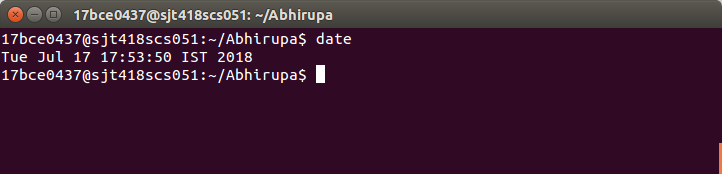 17bce0437@sjt418scs051: ~/Abhirupa
17bce0437@sjt418scs051:~/Abhirupa$ date
Tue Jul 17 17:53:50 IST 2018
17bce0437@sjt418scs051:~/Abhirupa$